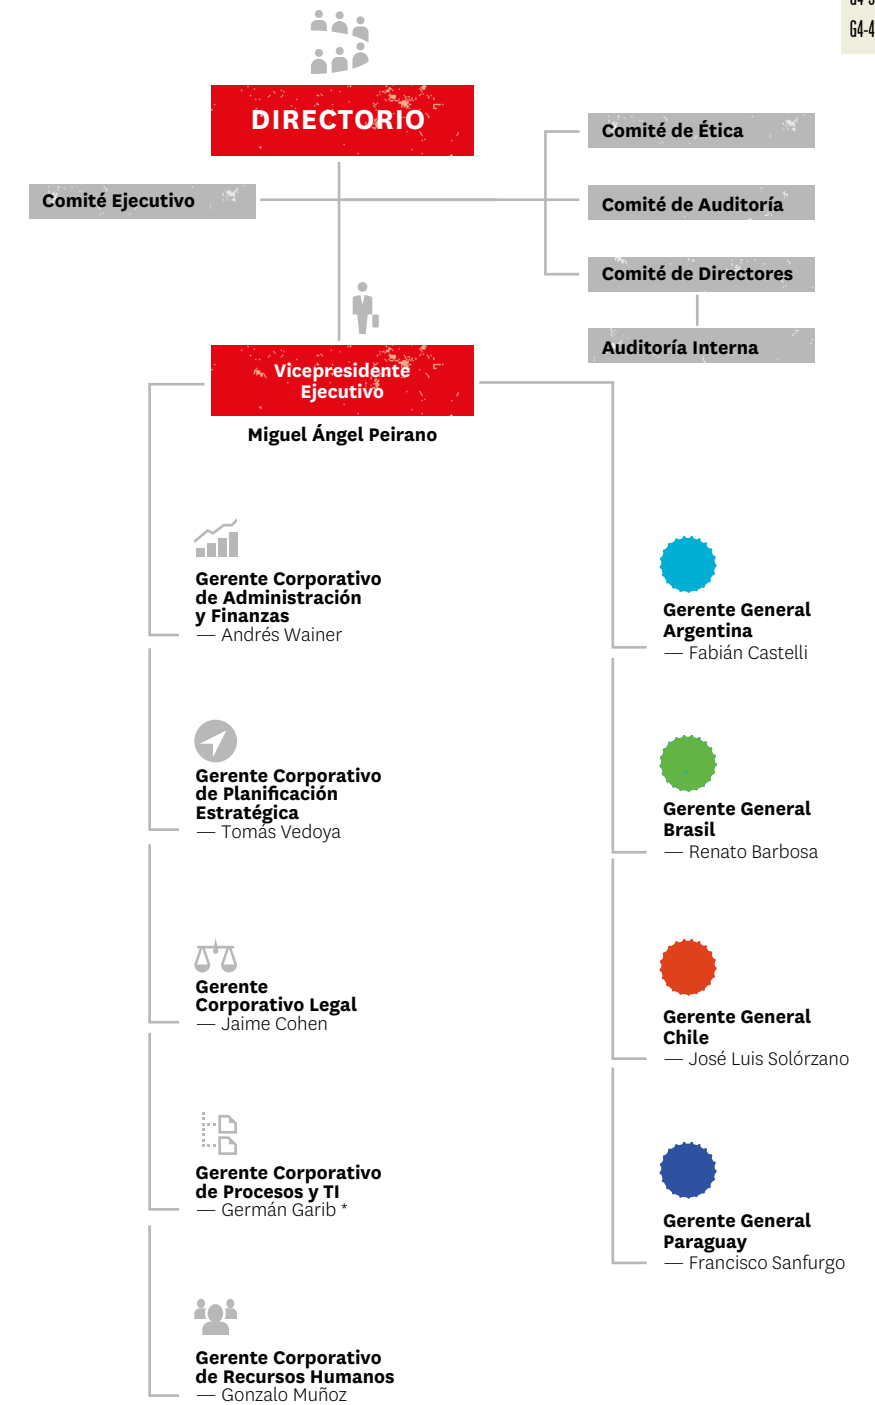 G4-4
DIRECTORIO
Comité de Ética
Comité Ejecutivo
Comité de Auditoría
Comité de Directores
Auditoría Interna
Vicepresidente
Ejecutivo
Miguel Ángel Peirano
Gerente Corporativo
de Administración
y Finanzas
— Andrés Wainer
Gerente Corporativo
de Planificación
Estratégica
— Tomás Vedoya
Gerente
Corporativo Legal
— Jaime Cohen
Gerente Corporativo
de Procesos y TI
— Germán Garib *
Gerente Corporativo
de Recursos Humanos
— Gonzalo Muñoz
Gerente General
Argentina
— Fabián Castelli
Gerente General
Brasil
— Renato Barbosa
Gerente General
Chile
— José Luis Solórzano
Gerente General
Paraguay
— Francisco Sanfurgo